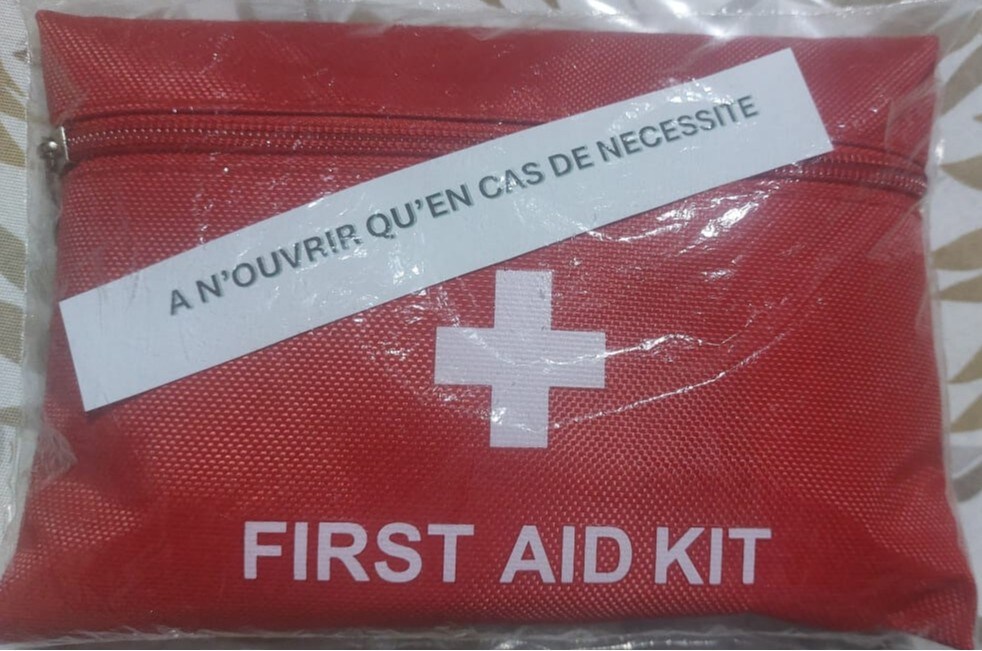 A N'OUVRIR QU'EN CAS DE NECESSITE
FIRST AID KIT